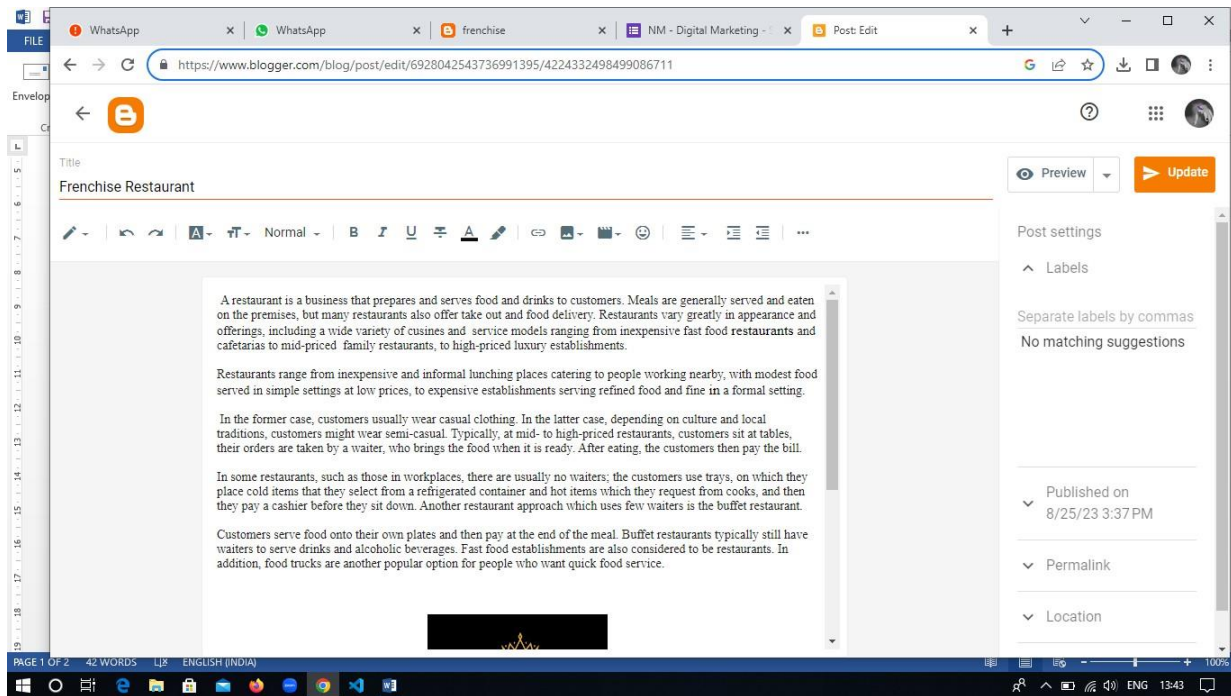 FILE
WhatsApp
WhatsApp
frenchise
NM - Digital Marketing -
Post Edit
https://www.blogger.com/blog/post/edit/6928042543736991395/4224332498499086711
Envelop
Cr
Title
Frenchise Restaurant
Preview
Update
Normal
B I U A
Post settings
Labels
Separate labels by commas
No matching suggestions
Published on
8/25/23 3:37 PM
Permalink
Location
A restaurant is a business that prepares and serves food and drinks to customers. Meals are generally served and eaten
on the premises, but many restaurants also offer take out and food delivery. Restaurants vary greatly in appearance and
offerings, including a wide variety of cusines and service models ranging from inexpensive fast food restaurants and
cafetarias to mid-priced family restaurants, to high-priced luxury establishments.
Restaurants range from inexpensive and informal lunching places catering to people working nearby, with modest food
served in simple settings at low prices, to expensive establishments serving refined food and fine in a formal setting.
In the former case, customers usually wear casual clothing. In the latter case, depending on culture and local
traditions, customers might wear semi-casual. Typically, at mid- to high-priced restaurants, customers sit at tables,
their orders are taken by a waiter, who brings the food when it is ready. After eating, the customers then pay the bill.
In some restaurants, such as those in workplaces, there are usually no waiters; the customers use trays, on which they
place cold items that they select from a refrigerated container and hot items which they request from cooks, and then
they pay a cashier before they sit down. Another restaurant approach which uses few waiters is the buffet restaurant.
Customers serve food onto their own plates and then pay at the end of the meal. Buffet restaurants typically still have
waiters to serve drinks and alcoholic beverages. Fast food establishments are also considered to be restaurants. In
addition, food trucks are another popular option for people who want quick food service.
PAGE 1 OF 2 42 WORDS ENGLISH (INDIA) 100%
ENG 13:43